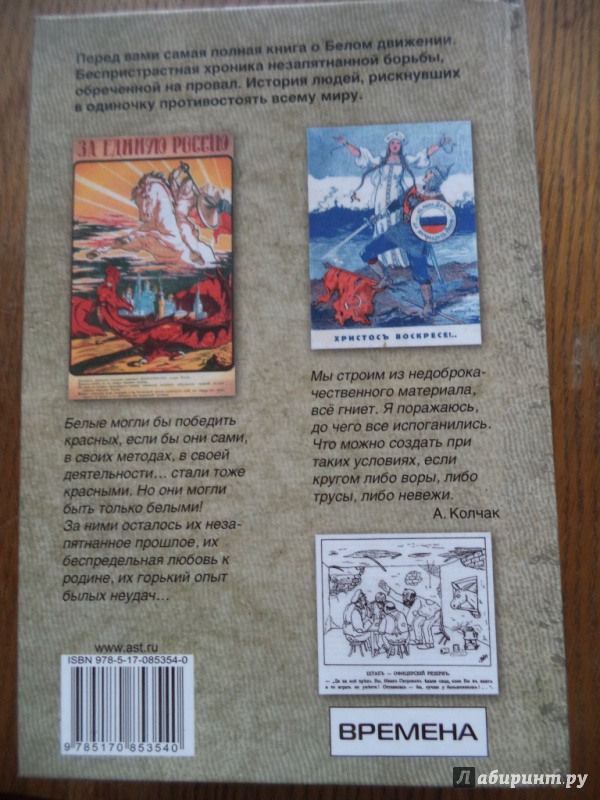 Перед вами самая полная книга о Белом движении.
Беспристрастная хроника незапятнанной борьбы,
обреченной на провал. История людей, рискнувших
в одиночку противостоять всему миру.
ЗА ЕДИНУЮ РОССІЮ
ХРИСТОСЪ ВОСКРЕСЕ!..
Белые могли бы победить
красных, если бы они сами,
в своих методах, в своей
деятельности... стали тоже
красными. Но они могли
быть только белыми!
За ними осталось их неза-
пятнанное прошлое, их
беспредельная любовь к
родине, их горький опыт
былых неудач...
Мы строим из недоброка-
чественного материала,
всё гниет. Я поражаюсь,
до чего все испоганились.
Что можно создать при
таких условиях, если
кругом либо воры, либо
трусы, либо невежи.
А. Колчак
ШТАБЪ — ОФИЦЕРСКІЙ РЕЗЕРВЪ.
www.ast.ru
ISBN 978-5-17-085354-0
9 785170 853540
ВРЕМЕНА
Лабиринт.ру